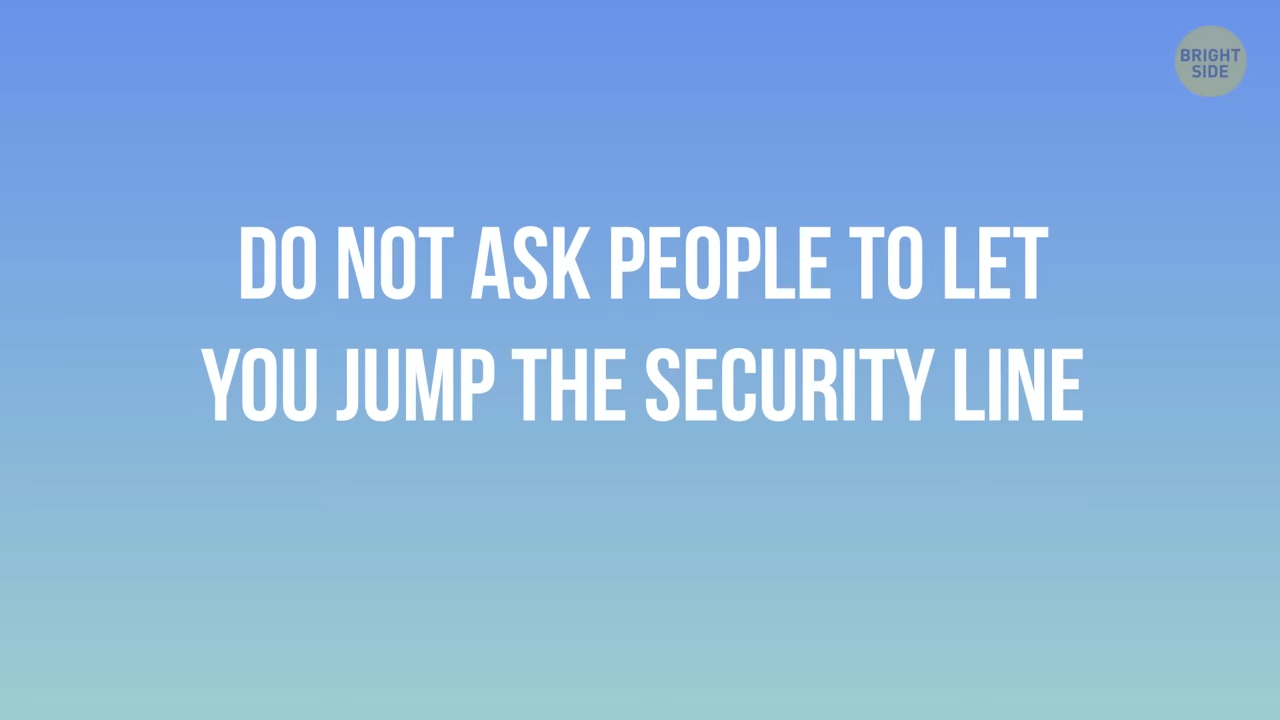 BRIGHT
SIDE
DO NOT ASK PEOPLE TO LET
YOU JUMP THE SECURITY LINE